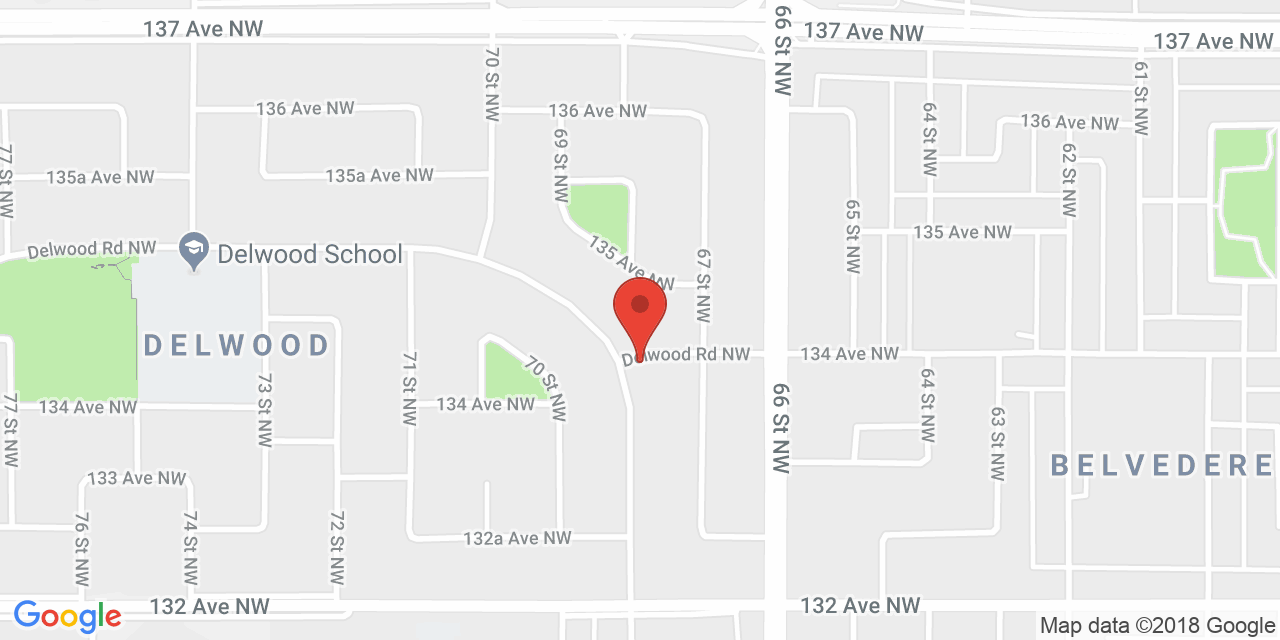 137 Ave NW
66 St NW
137 Ave NW
137 Ave NW
70 St NW
61 St NW
136 Ave NW
136 Ave NW
64 St NW
136 Ave NW
77 St NW
135a Ave NW
135a Ave NW
69 St NW
62 St NW
Delwood Rd NW
Delwood School
135 Ave NW
67 St NW
65 St NW
135 Ave NW
DELWOOD
Delwood Rd NW
134 Ave NW
71 St NW
70 St NW
73 St NW
77 St NW
134 Ave NW
134 Ave NW
66 St NW
64 St NW
63 St NW
BELVEDERE
133 Ave NW
76 St NW
74 St NW
72 St NW
132a Ave NW
132 Ave NW
132 Ave NW
Google
Map data ©2018 Google